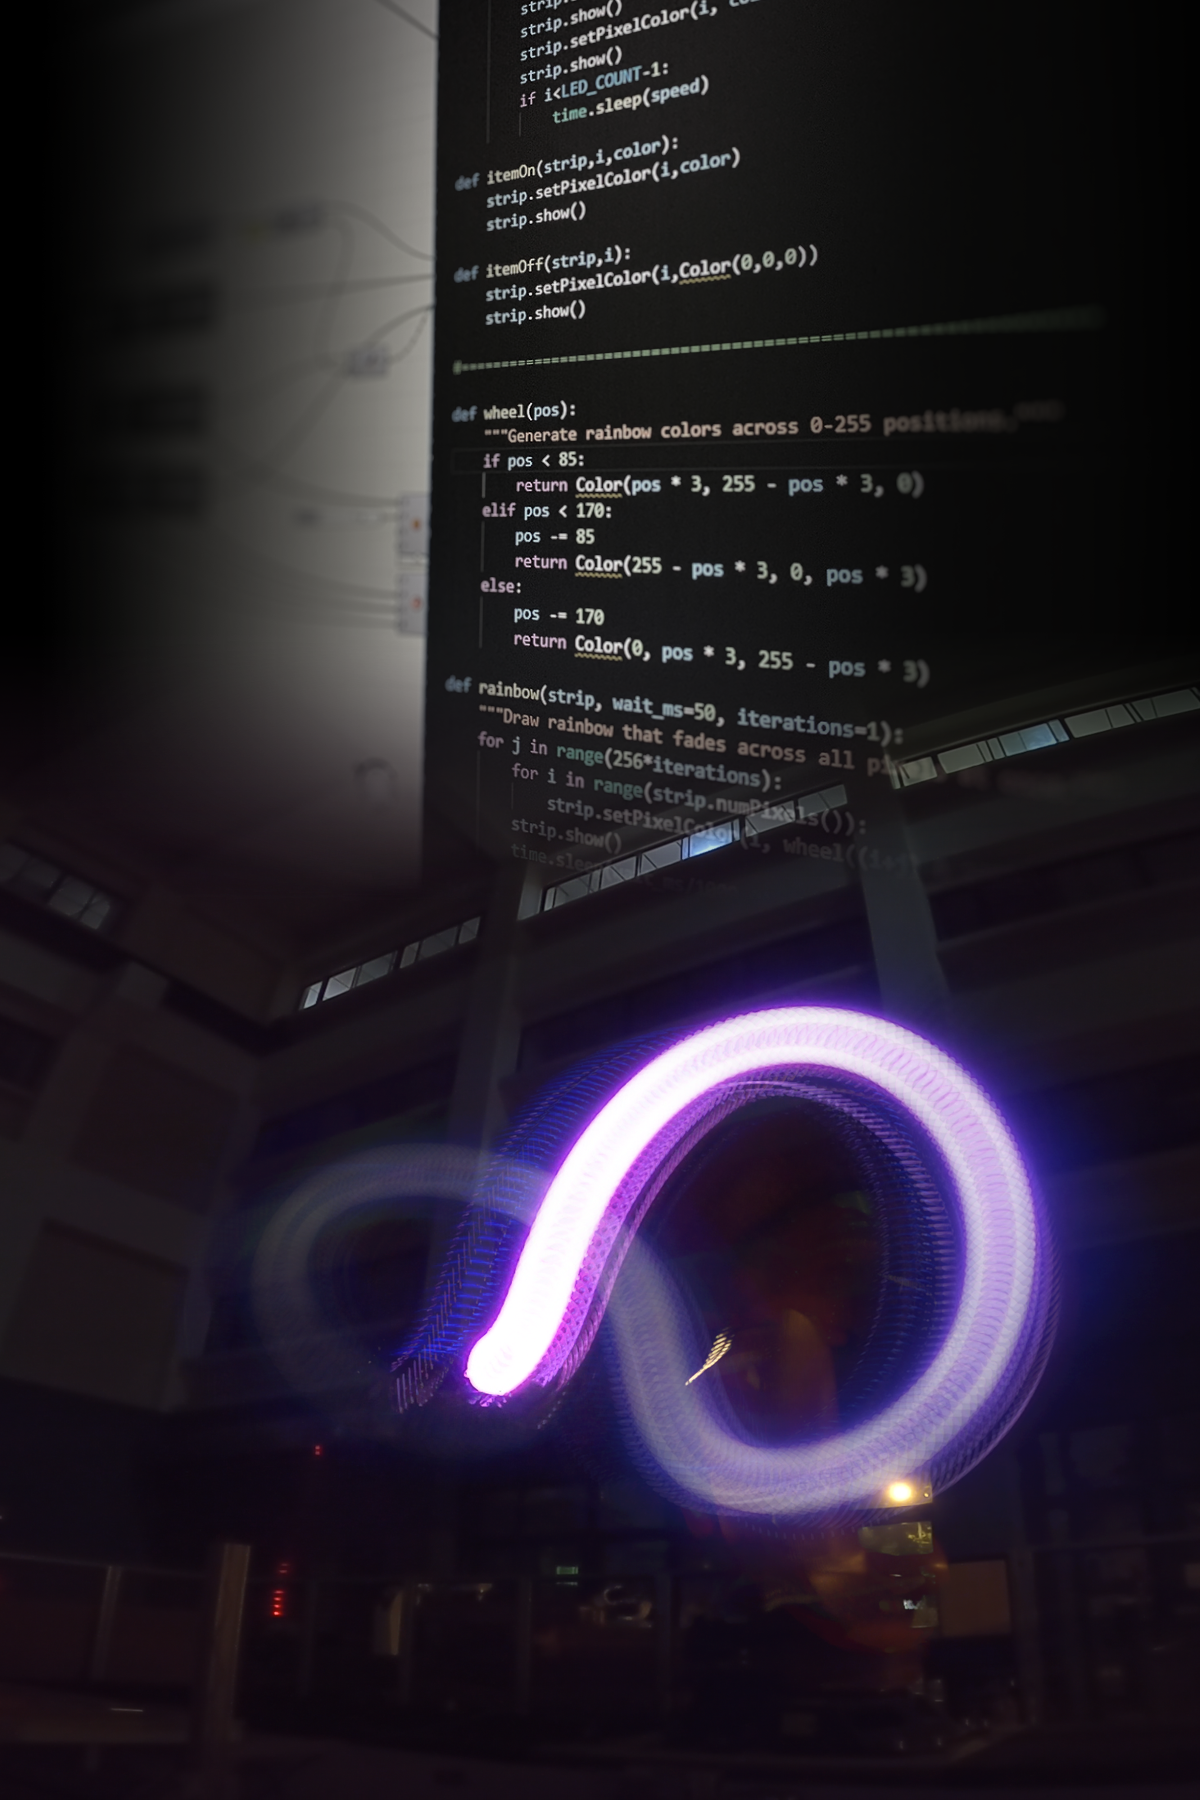 strip.show()
strip.setPixelColor(i,
strip.show()
if i<LED_COUNT-1:
time.sleep(speed)
def itemOn(strip,i,color):
strip.setPixelColor(i,color)
strip.show()
def itemOff(strip,i):
strip.setPixelColor(i,Color(0,0,0))
strip.show()
def wheel(pos):
"""Generate rainbow colors across 0-255 positions."""
if pos < 85:
return Color(pos * 3, 255 - pos * 3, 0)
elif pos < 170:
pos -= 85
return Color(255 - pos * 3, 0, pos * 3)
else:
pos -= 170
return Color(0, pos * 3, 255 - pos * 3)
def rainbow(strip, wait_ms=50, iterations=1):
"""Draw rainbow that fades across all
for j in range(256*iterations):
for i in range(strip.numPixels()):
strip.setPixelColor(i, wheel((i+j)
strip.show()